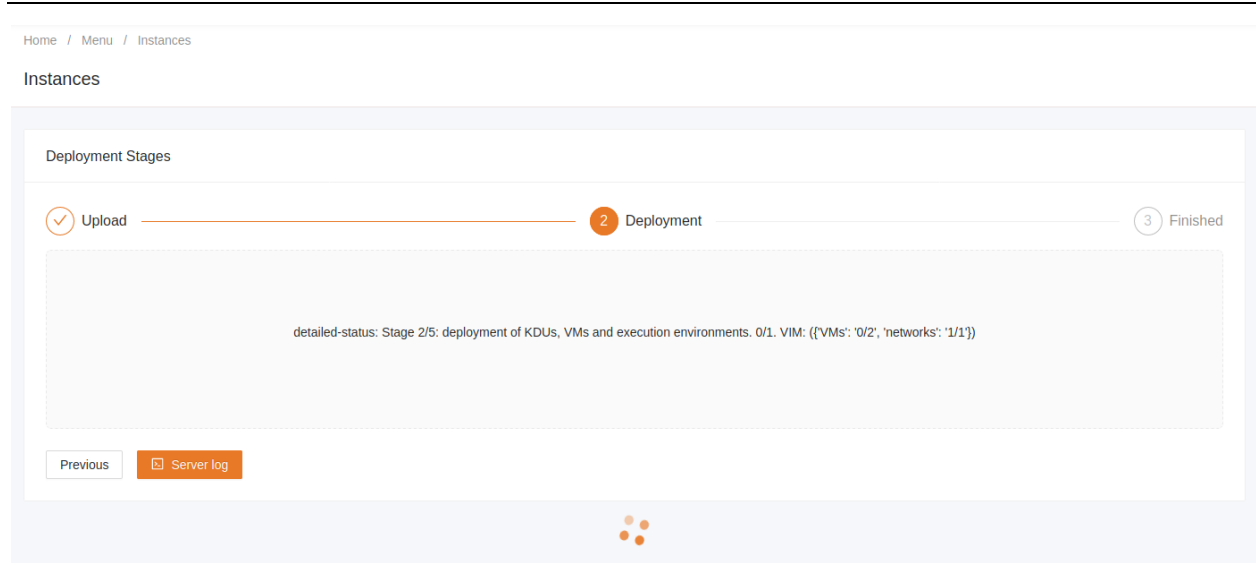 Home / Menu / Instances
Instances
Deployment Stages
Upload
2 Deployment
3 Finished
detailed-status: Stage 2/5: deployment of KDUs, VMs and execution environments. 0/1. VIM: ({'VMs': '0/2', 'networks': '1/1'})
Previous
Server log